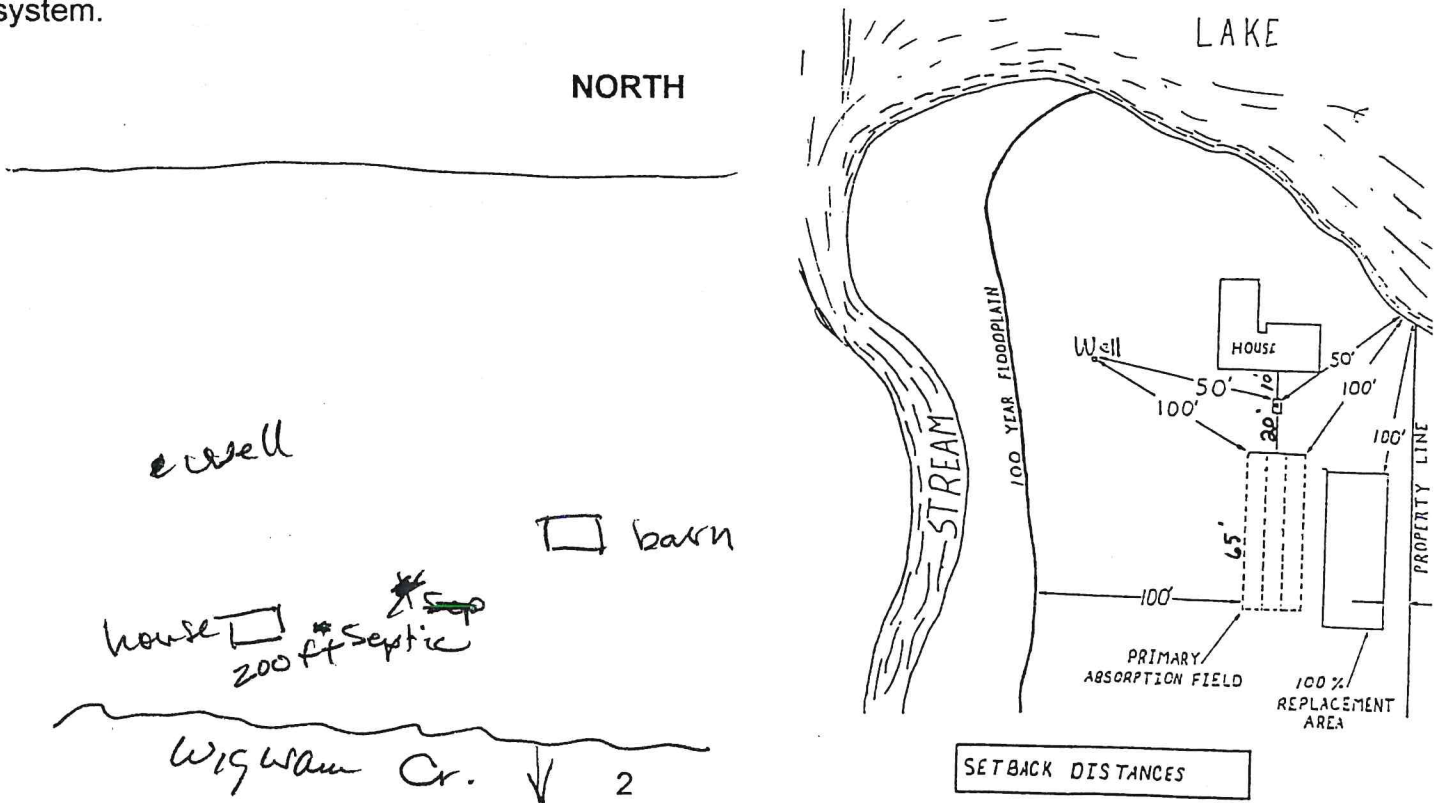 system.
NORTH
well
barn
Sep
house
200 ft Septic
Wigwam Cr.
2
LAKE
HOUSE
Well
50'
10'
50'
100'
20'
100'
100'
65'
100 YEAR FLOODPLAIN
STREAM
PROPERTY LINE
100'
PRIMARY
ABSORPTION FIELD
100%
REPLACEMENT
AREA
SETBACK DISTANCES